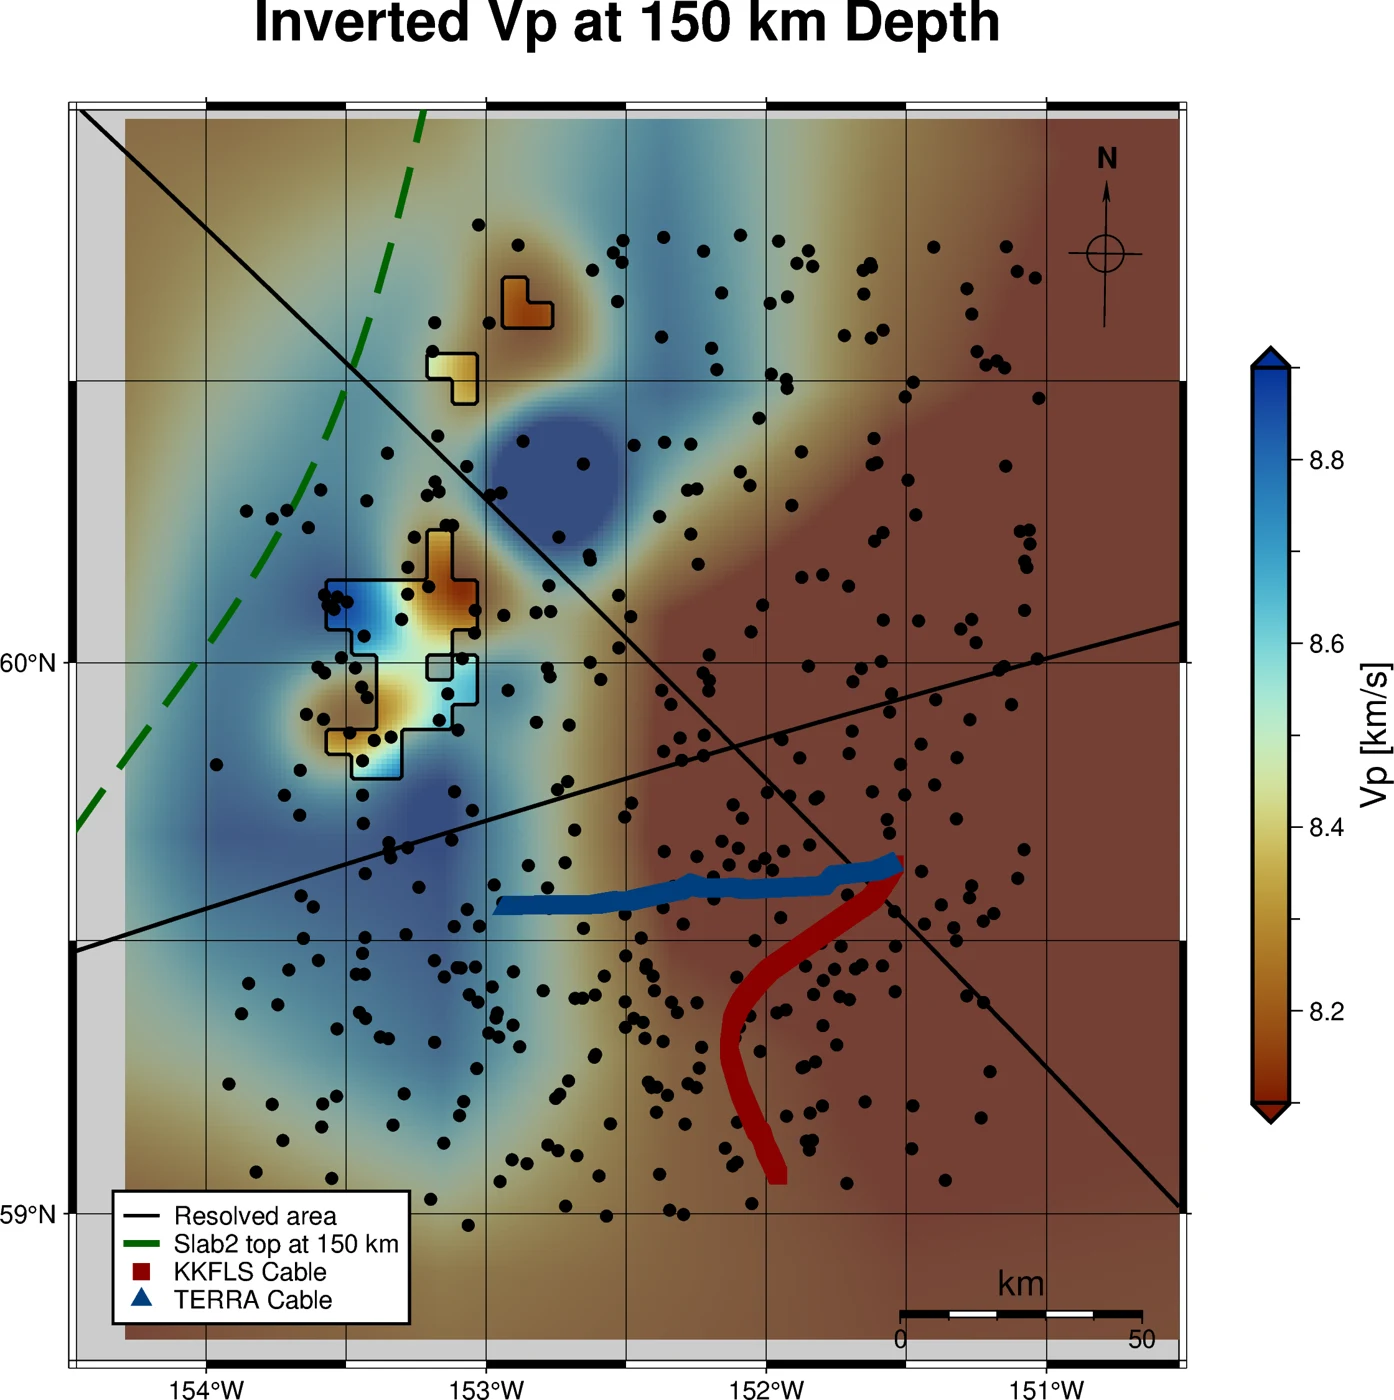 Inverted Vp at 150 km Depth
N
8.8
8.6
8.4
8.2
Vp [km/s]
60°N
59°N
Resolved area
Slab2 top at 150 km
KKFLS Cable
TERRA Cable
km
0 50
154°W 153°W 152°W 151°W